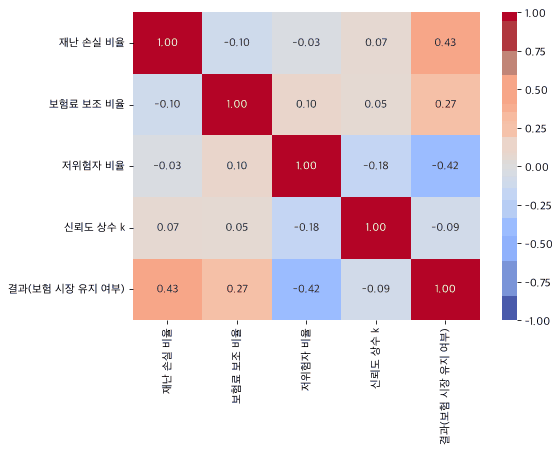 재난 손실 비율
1.00 -0.10 -0.03 0.07 0.43
보험료 보조 비율
-0.10 1.00 0.10 0.05 0.27
저위험자 비율
-0.03 0.10 1.00 -0.18 -0.42
신뢰도 상수 k
0.07 0.05 -0.18 1.00 -0.09
결과(보험 시장 유지 여부)
0.43 0.27 -0.42 -0.09 1.00
재난 손실 비율
보험료 보조 비율
저위험자 비율
신뢰도 상수 k
결과(보험 시장 유지 여부)
1.00
0.75
0.50
0.25
0.00
-0.25
-0.50
-0.75
-1.00